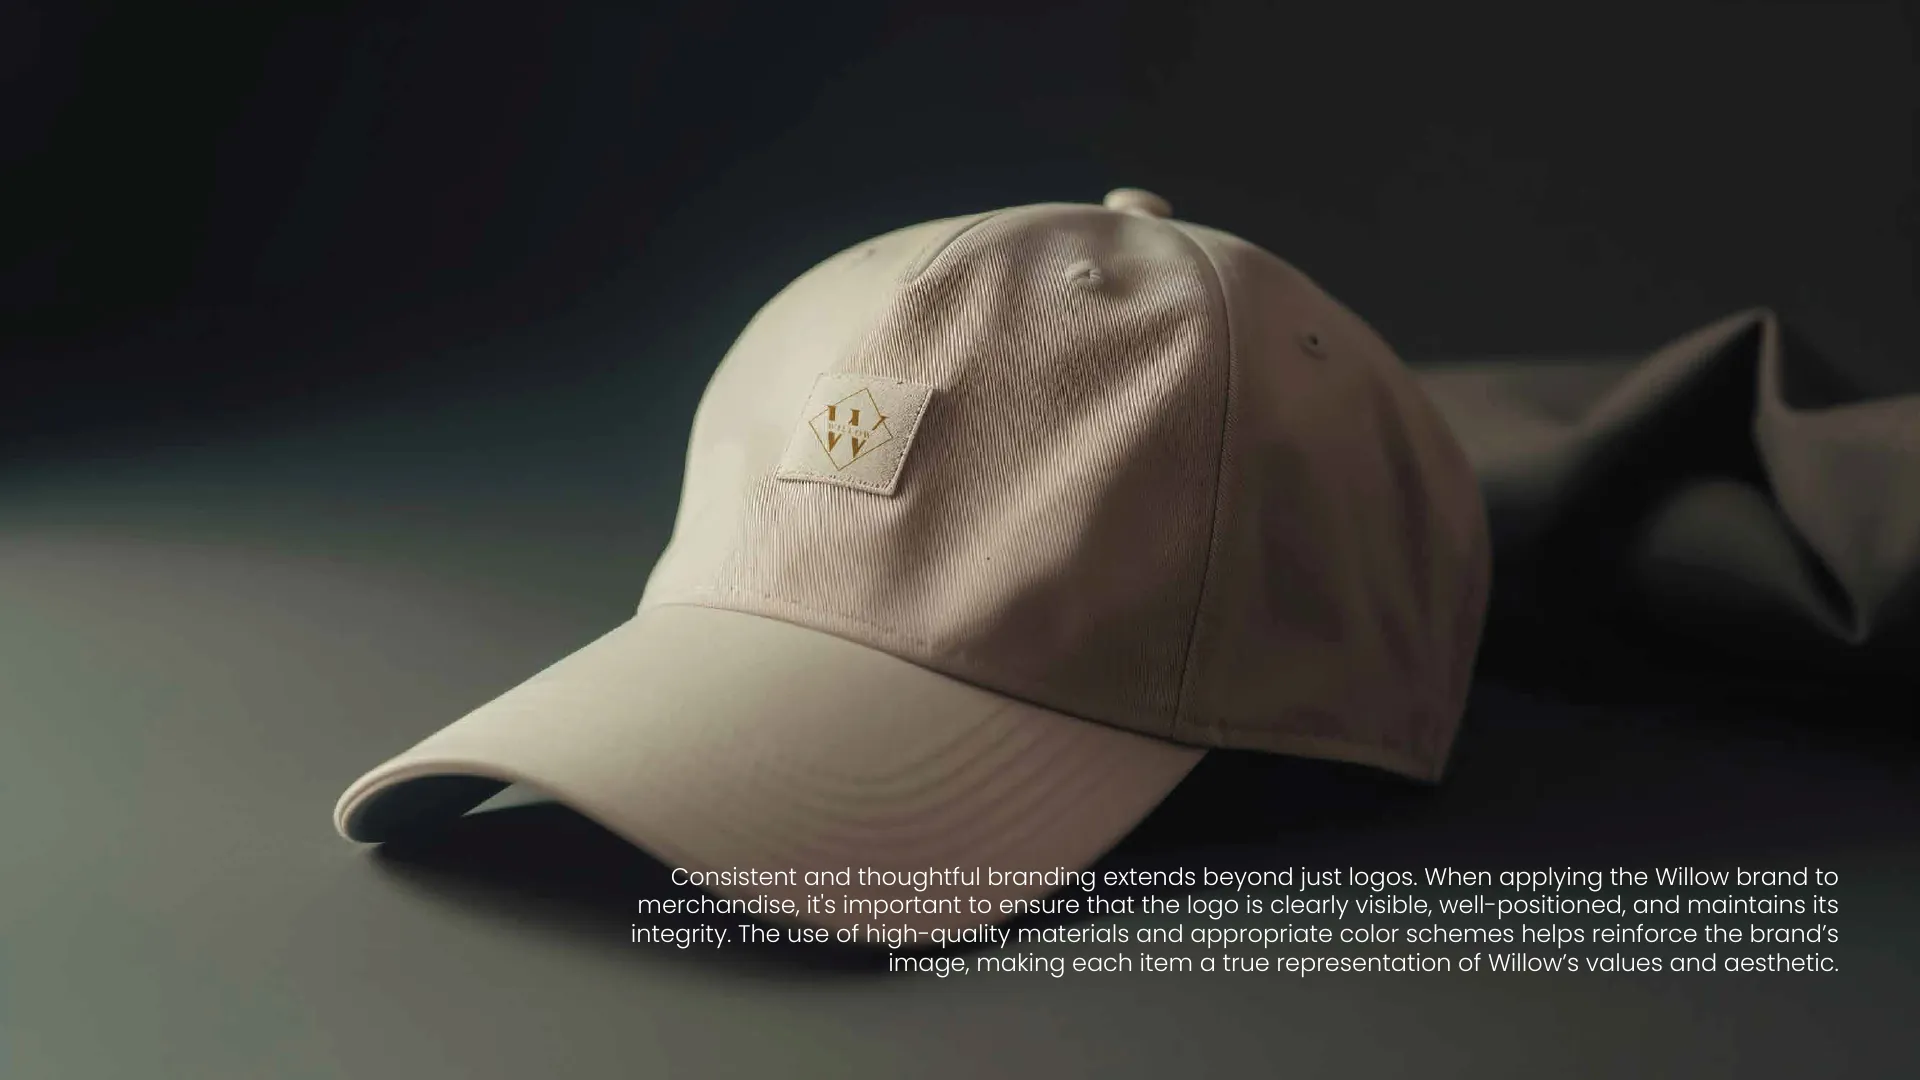 W
WILLOW
Consistent and thoughtful branding extends beyond just logos. When applying the Willow brand to
merchandise, it's important to ensure that the logo is clearly visible, well-positioned, and maintains its
integrity. The use of high-quality materials and appropriate color schemes helps reinforce the brand’s
image, making each item a true representation of Willow’s values and aesthetic.